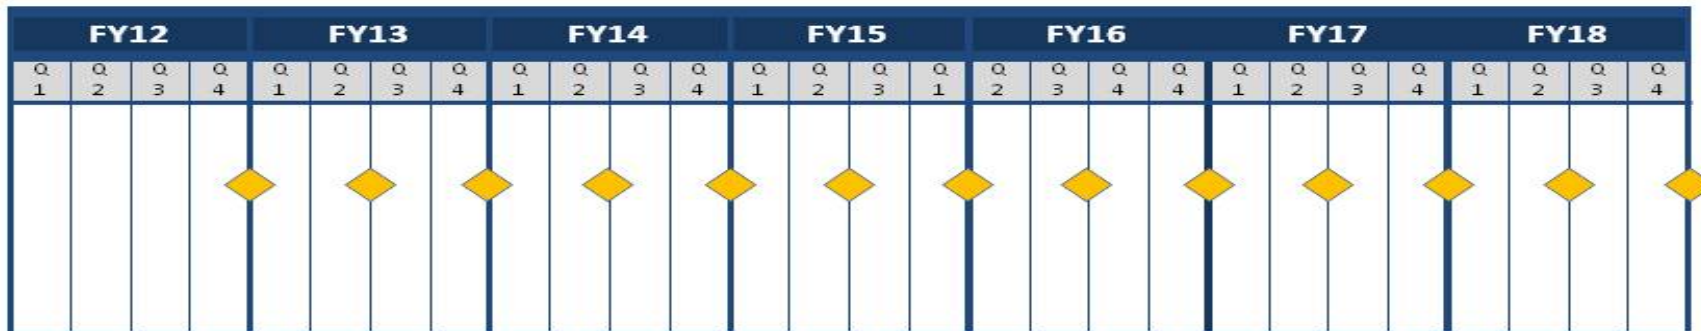 FY12 FY13 FY14 FY15 FY16 FY17 FY18
Q Q Q Q Q Q Q Q Q Q Q Q Q Q Q Q Q Q Q Q Q Q Q Q Q Q Q Q
1 2 3 4 1 2 3 4 1 2 3 4 1 2 3 1 2 3 4 4 1 2 3 4 1 2 3 4